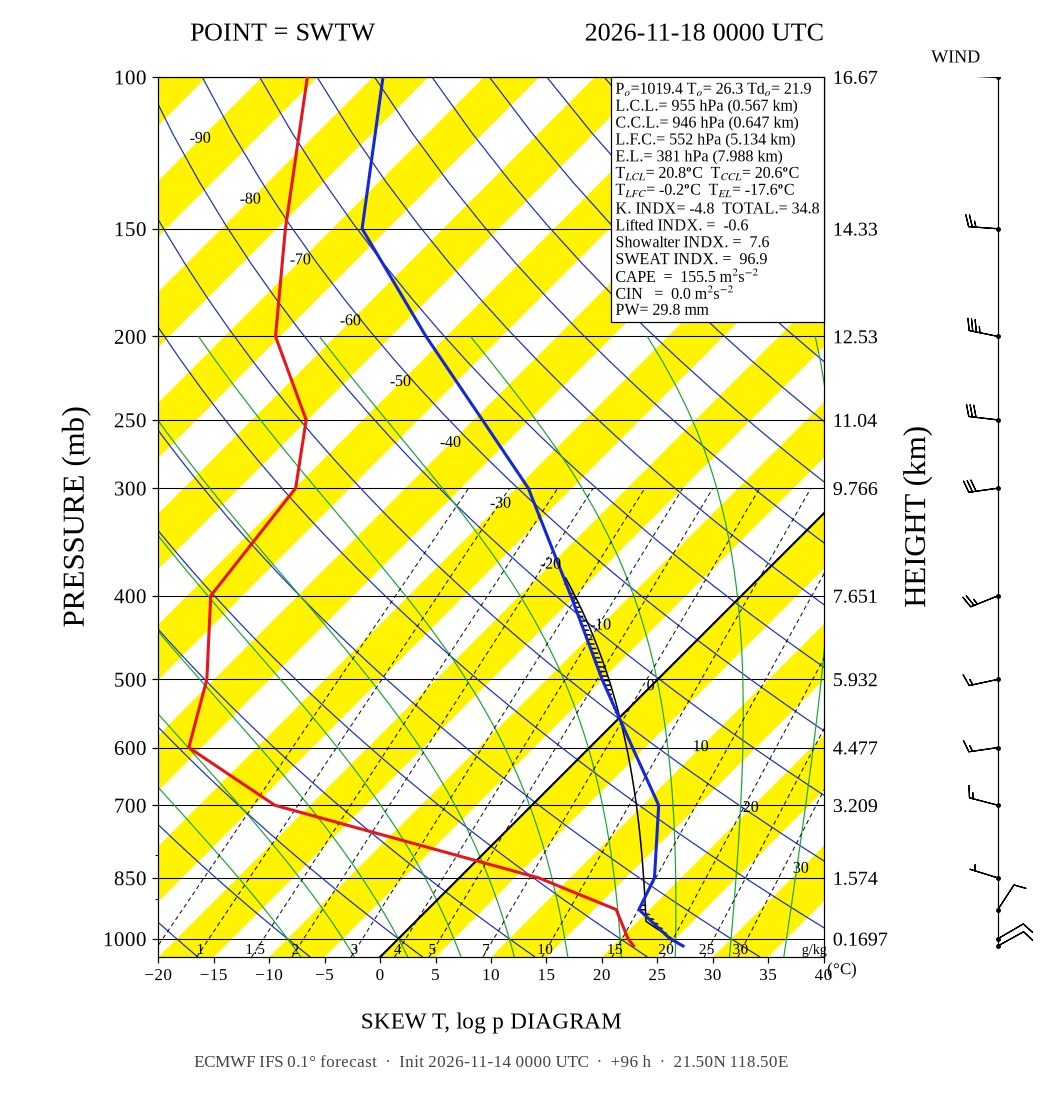 POINT = SWTW 2026-11-18 0000 UTC
WIND
P₀=1019.4 T₀= 26.3 Td₀= 21.9
L.C.L.= 955 hPa (0.567 km)
C.C.L.= 946 hPa (0.647 km)
L.F.C.= 552 hPa (5.134 km)
E.L.= 381 hPa (7.988 km)
T_LCL= 20.8°C T_CCL= 20.6°C
T_LFC= -0.2°C T_EL= -17.6°C
K. INDX= -4.8 TOTAL.= 34.8
Lifted INDX. = -0.6
Showalter INDX. = 7.6
SWEAT INDX. = 96.9
CAPE = 155.5 m²s⁻²
CIN = 0.0 m²s⁻²
PW= 29.8 mm
100 16.67
-90
-80
150 14.33
-70
-60
200 12.53
-50
250 11.04
-40
300 9.766
-30
-20
400 7.651
-10
500 5.932
0
600 4.477
10
700 3.209
20
850 1.574
30
1000 0.1697
1 1.5 2 3 4 5 7 10 15 20 25 30 g/kg
−20 −15 −10 −5 0 5 10 15 20 25 30 35 40 (°C)
PRESSURE (mb)
HEIGHT (km)
SKEW T, log p DIAGRAM
ECMWF IFS 0.1° forecast · Init 2026-11-14 0000 UTC · +96 h · 21.50N 118.50E